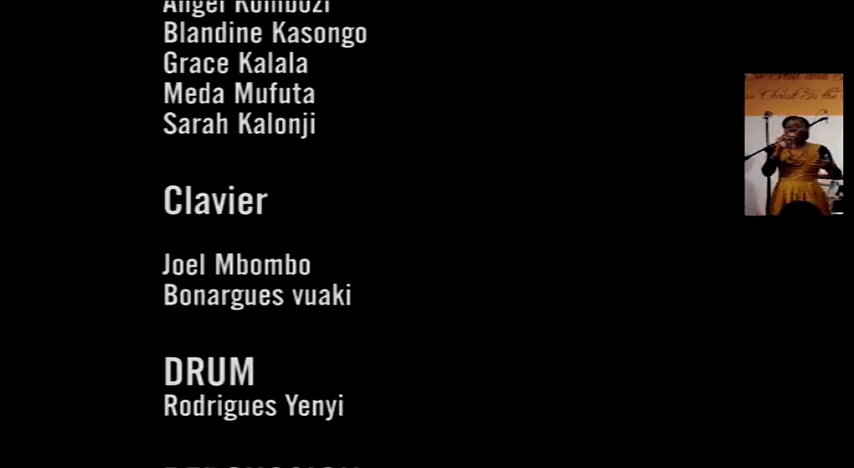 Blandine Kasongo
Grace Kalala
Meda Mufuta
Sarah Kalonji
Clavier
Joel Mbombo
Bonargues vuaki
DRUM
Rodrigues Yenyi